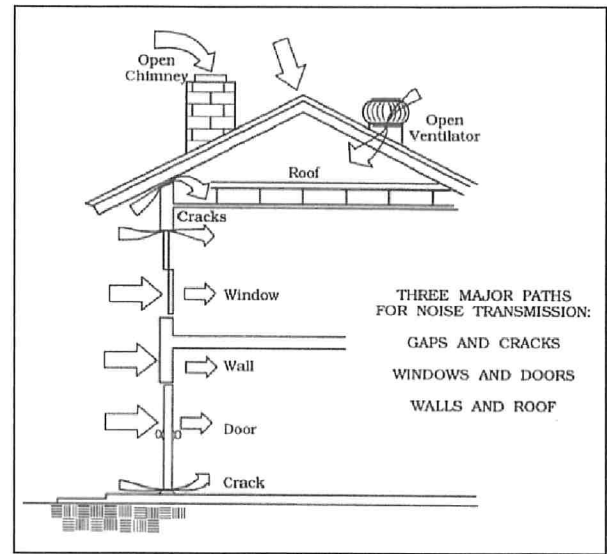 Open
Chimney
Open
Ventilator
Roof
Cracks
Window
Wall
Door
Crack
THREE MAJOR PATHS
FOR NOISE TRANSMISSION:
GAPS AND CRACKS
WINDOWS AND DOORS
WALLS AND ROOF